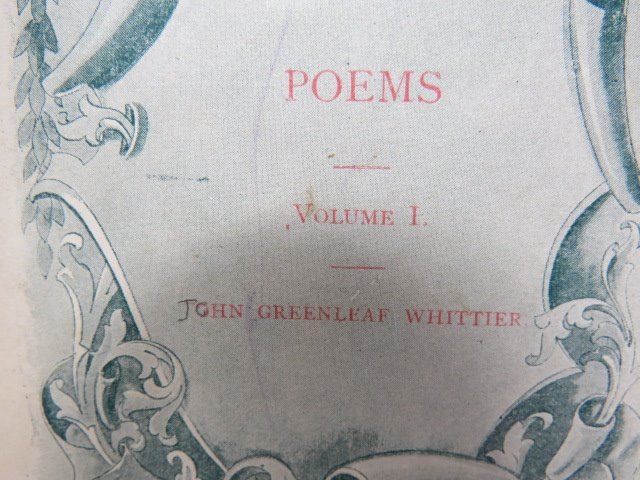 POEMS
VOLUME I.
JOHN GREENLEAF WHITTIER